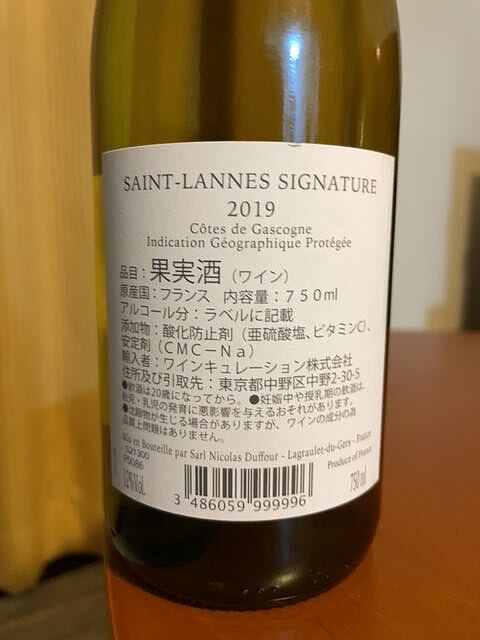 SAINT-LANNES SIGNATURE
2019
Côtes de Gascogne
Indication Géographique Protégée
品目：果実酒（ワイン）
原産国：フランス 内容量：７５０ml
アルコール分：ラベルに記載
添加物：酸化防止剤（亜硫酸塩、ビタミンC）、
安定剤（ＣＭＣ－Ｎａ）
輸入者：ワインキュレーション株式会社
住所及び引取先：東京都中野区中野2-30-5
●飲酒は20歳になってから。●妊娠中や授乳期の飲酒は、
胎児・乳児の発育に悪影響を与えるおそれがあります。
●沈殿物が生じる場合がありますが、ワインの成分の為
品質上問題はありません。
Mis en Bouteille par Sarl Nicolas Duffour - Lagraulet-du-Gers - France
Produce of France
S21300
P0086
12%Vol.
750 ml
3 486059 999996